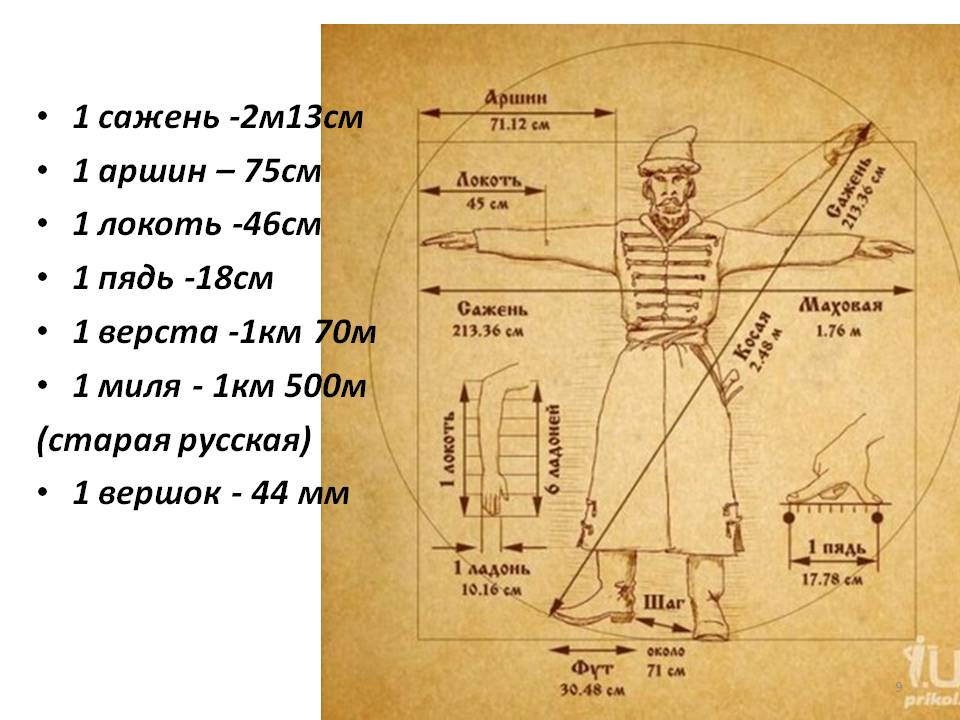 • 1 сажень -2м13см
• 1 аршин – 75см
• 1 локоть -46см
• 1 пядь -18см
• 1 верста -1км 70м
• 1 миля - 1км 500м
(старая русская)
• 1 вершок - 44 мм
Аршин
71.12 см
Локоть
45 см
Сажень
213.36 см
Сажень
213.36 см
Маховая
1.76 м
Косая
2.48 м
1 локоть
6 ладоней
1 ладонь
10.16 см
1 пядь
17.78 см
Шаг
около
71 см
Фут
30.48 см
9